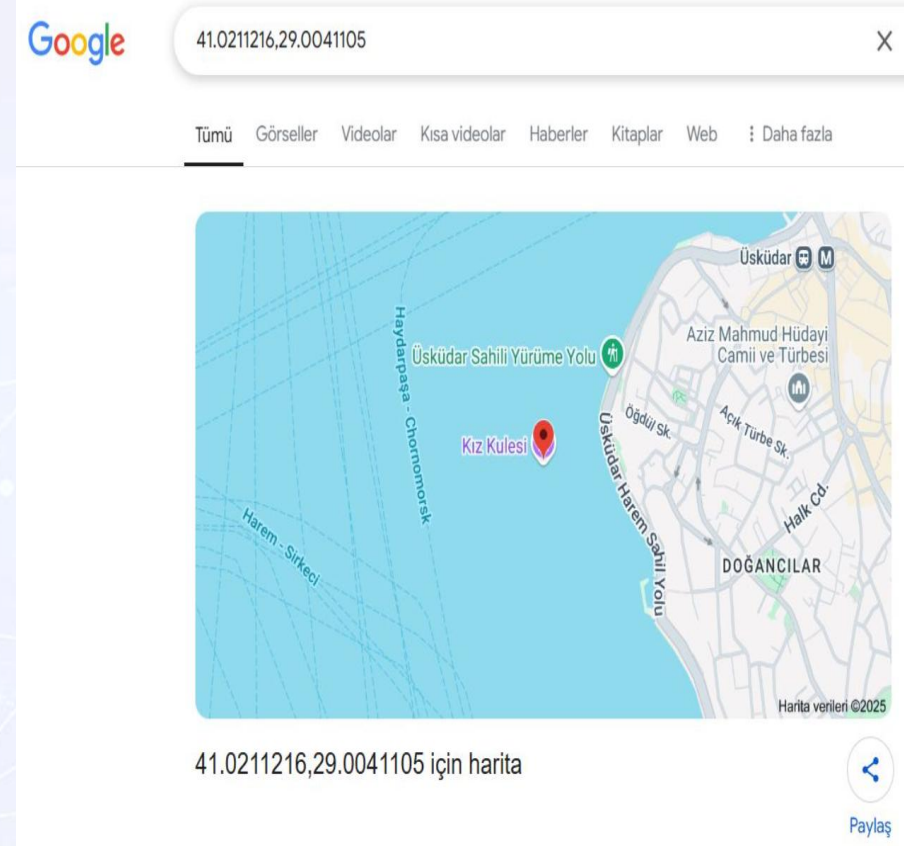 Google
41.0211216,29.0041105
Tümü Görseller Videolar Kısa videolar Haberler Kitaplar Web Daha fazla
Üsküdar M
Haydarpaşa - Chornomorsk
Üsküdar Sahili Yürüme Yolu
Aziz Mahmud Hüdayi
Camii ve Türbesi
Öğdül Sk.
Açık Türbe Sk.
Kız Kulesi
Üsküdar Harem Sahil Yolu
Halk Cd.
Harem - Sirkeci
DOĞANCILAR
Harita verileri ©2025
41.0211216,29.0041105 için harita
Paylaş